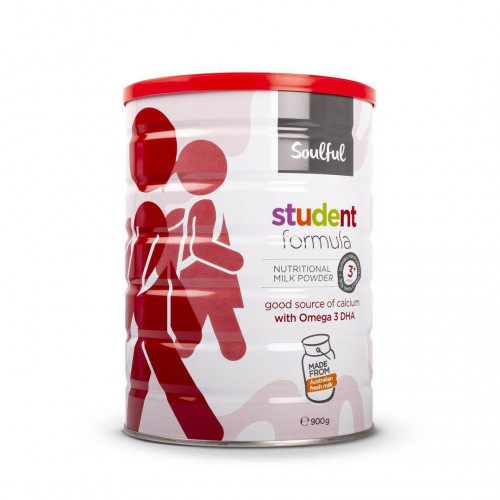 Soulful
student
formula
NUTRITIONAL
MILK POWDER
3+
good source of calcium
with Omega 3 DHA
MADE
FROM
Australian
fresh milk
℮ 900g